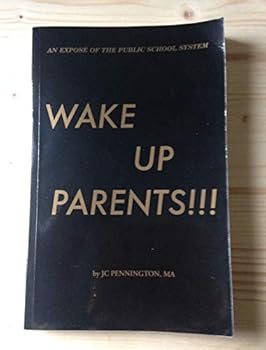 AN EXPOSE OF THE PUBLIC SCHOOL SYSTEM
WAKE
UP
PARENTS!!!
by JC PENNINGTON, MA